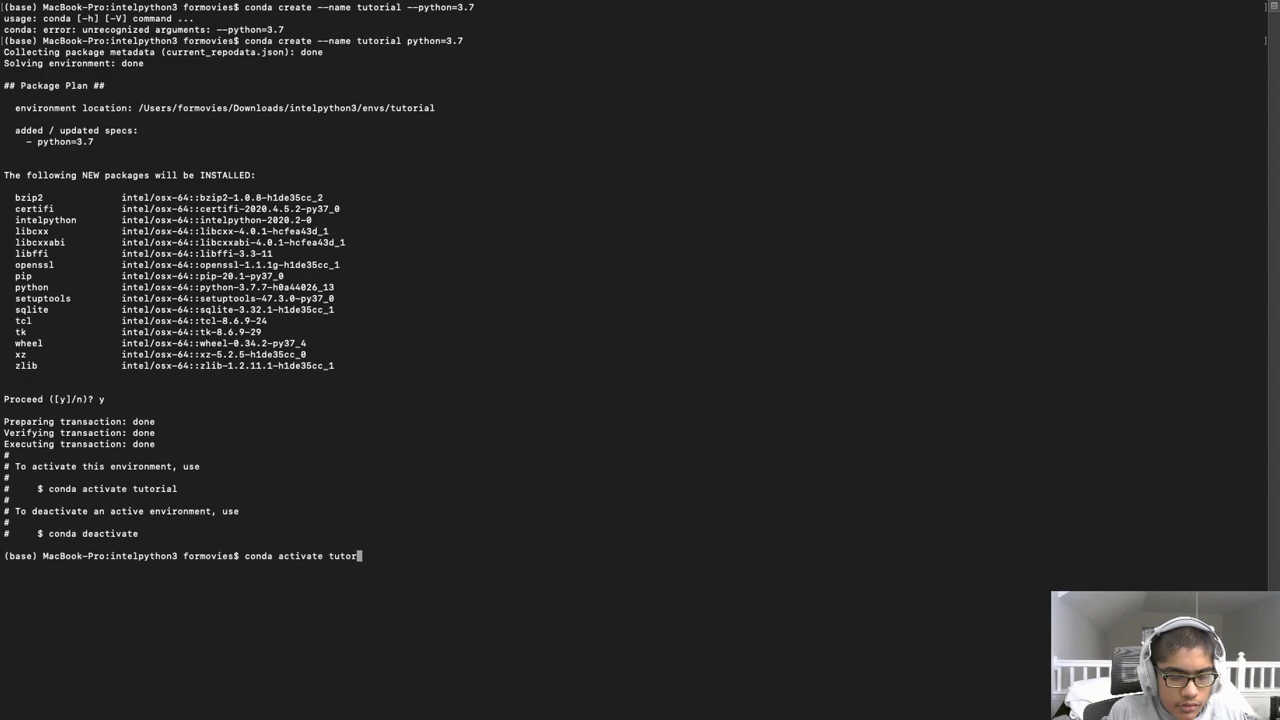 (base) MacBook-Pro:intelpython3 formovies$ conda create --name tutorial --python=3.7
usage: conda [-h] [-V] command ...
conda: error: unrecognized arguments: --python=3.7
(base) MacBook-Pro:intelpython3 formovies$ conda create --name tutorial python=3.7
Collecting package metadata (current_repodata.json): done
Solving environment: done
## Package Plan ##
environment location: /Users/formovies/Downloads/intelpython3/envs/tutorial
added / updated specs:
- python=3.7
The following NEW packages will be INSTALLED:
bzip2 intel/osx-64::bzip2-1.0.8-h1de35cc_2
certifi intel/osx-64::certifi-2020.4.5.2-py37_0
intelpython intel/osx-64::intelpython-2020.2-0
libcxx intel/osx-64::libcxx-4.0.1-hcfea43d_1
libcxxabi intel/osx-64::libcxxabi-4.0.1-hcfea43d_1
libffi intel/osx-64::libffi-3.3-11
openssl intel/osx-64::openssl-1.1.1g-h1de35cc_1
pip intel/osx-64::pip-20.1-py37_0
python intel/osx-64::python-3.7.7-h0a44026_13
setuptools intel/osx-64::setuptools-47.3.0-py37_0
sqlite intel/osx-64::sqlite-3.32.1-h1de35cc_1
tcl intel/osx-64::tcl-8.6.9-24
tk intel/osx-64::tk-8.6.9-29
wheel intel/osx-64::wheel-0.34.2-py37_4
xz intel/osx-64::xz-5.2.5-h1de35cc_0
zlib intel/osx-64::zlib-1.2.11.1-h1de35cc_1
Proceed ([y]/n)? y
Preparing transaction: done
Verifying transaction: done
Executing transaction: done
#
# To activate this environment, use
#
# $ conda activate tutorial
#
# To deactivate an active environment, use
#
# $ conda deactivate
(base) MacBook-Pro:intelpython3 formovies$ conda activate tutor